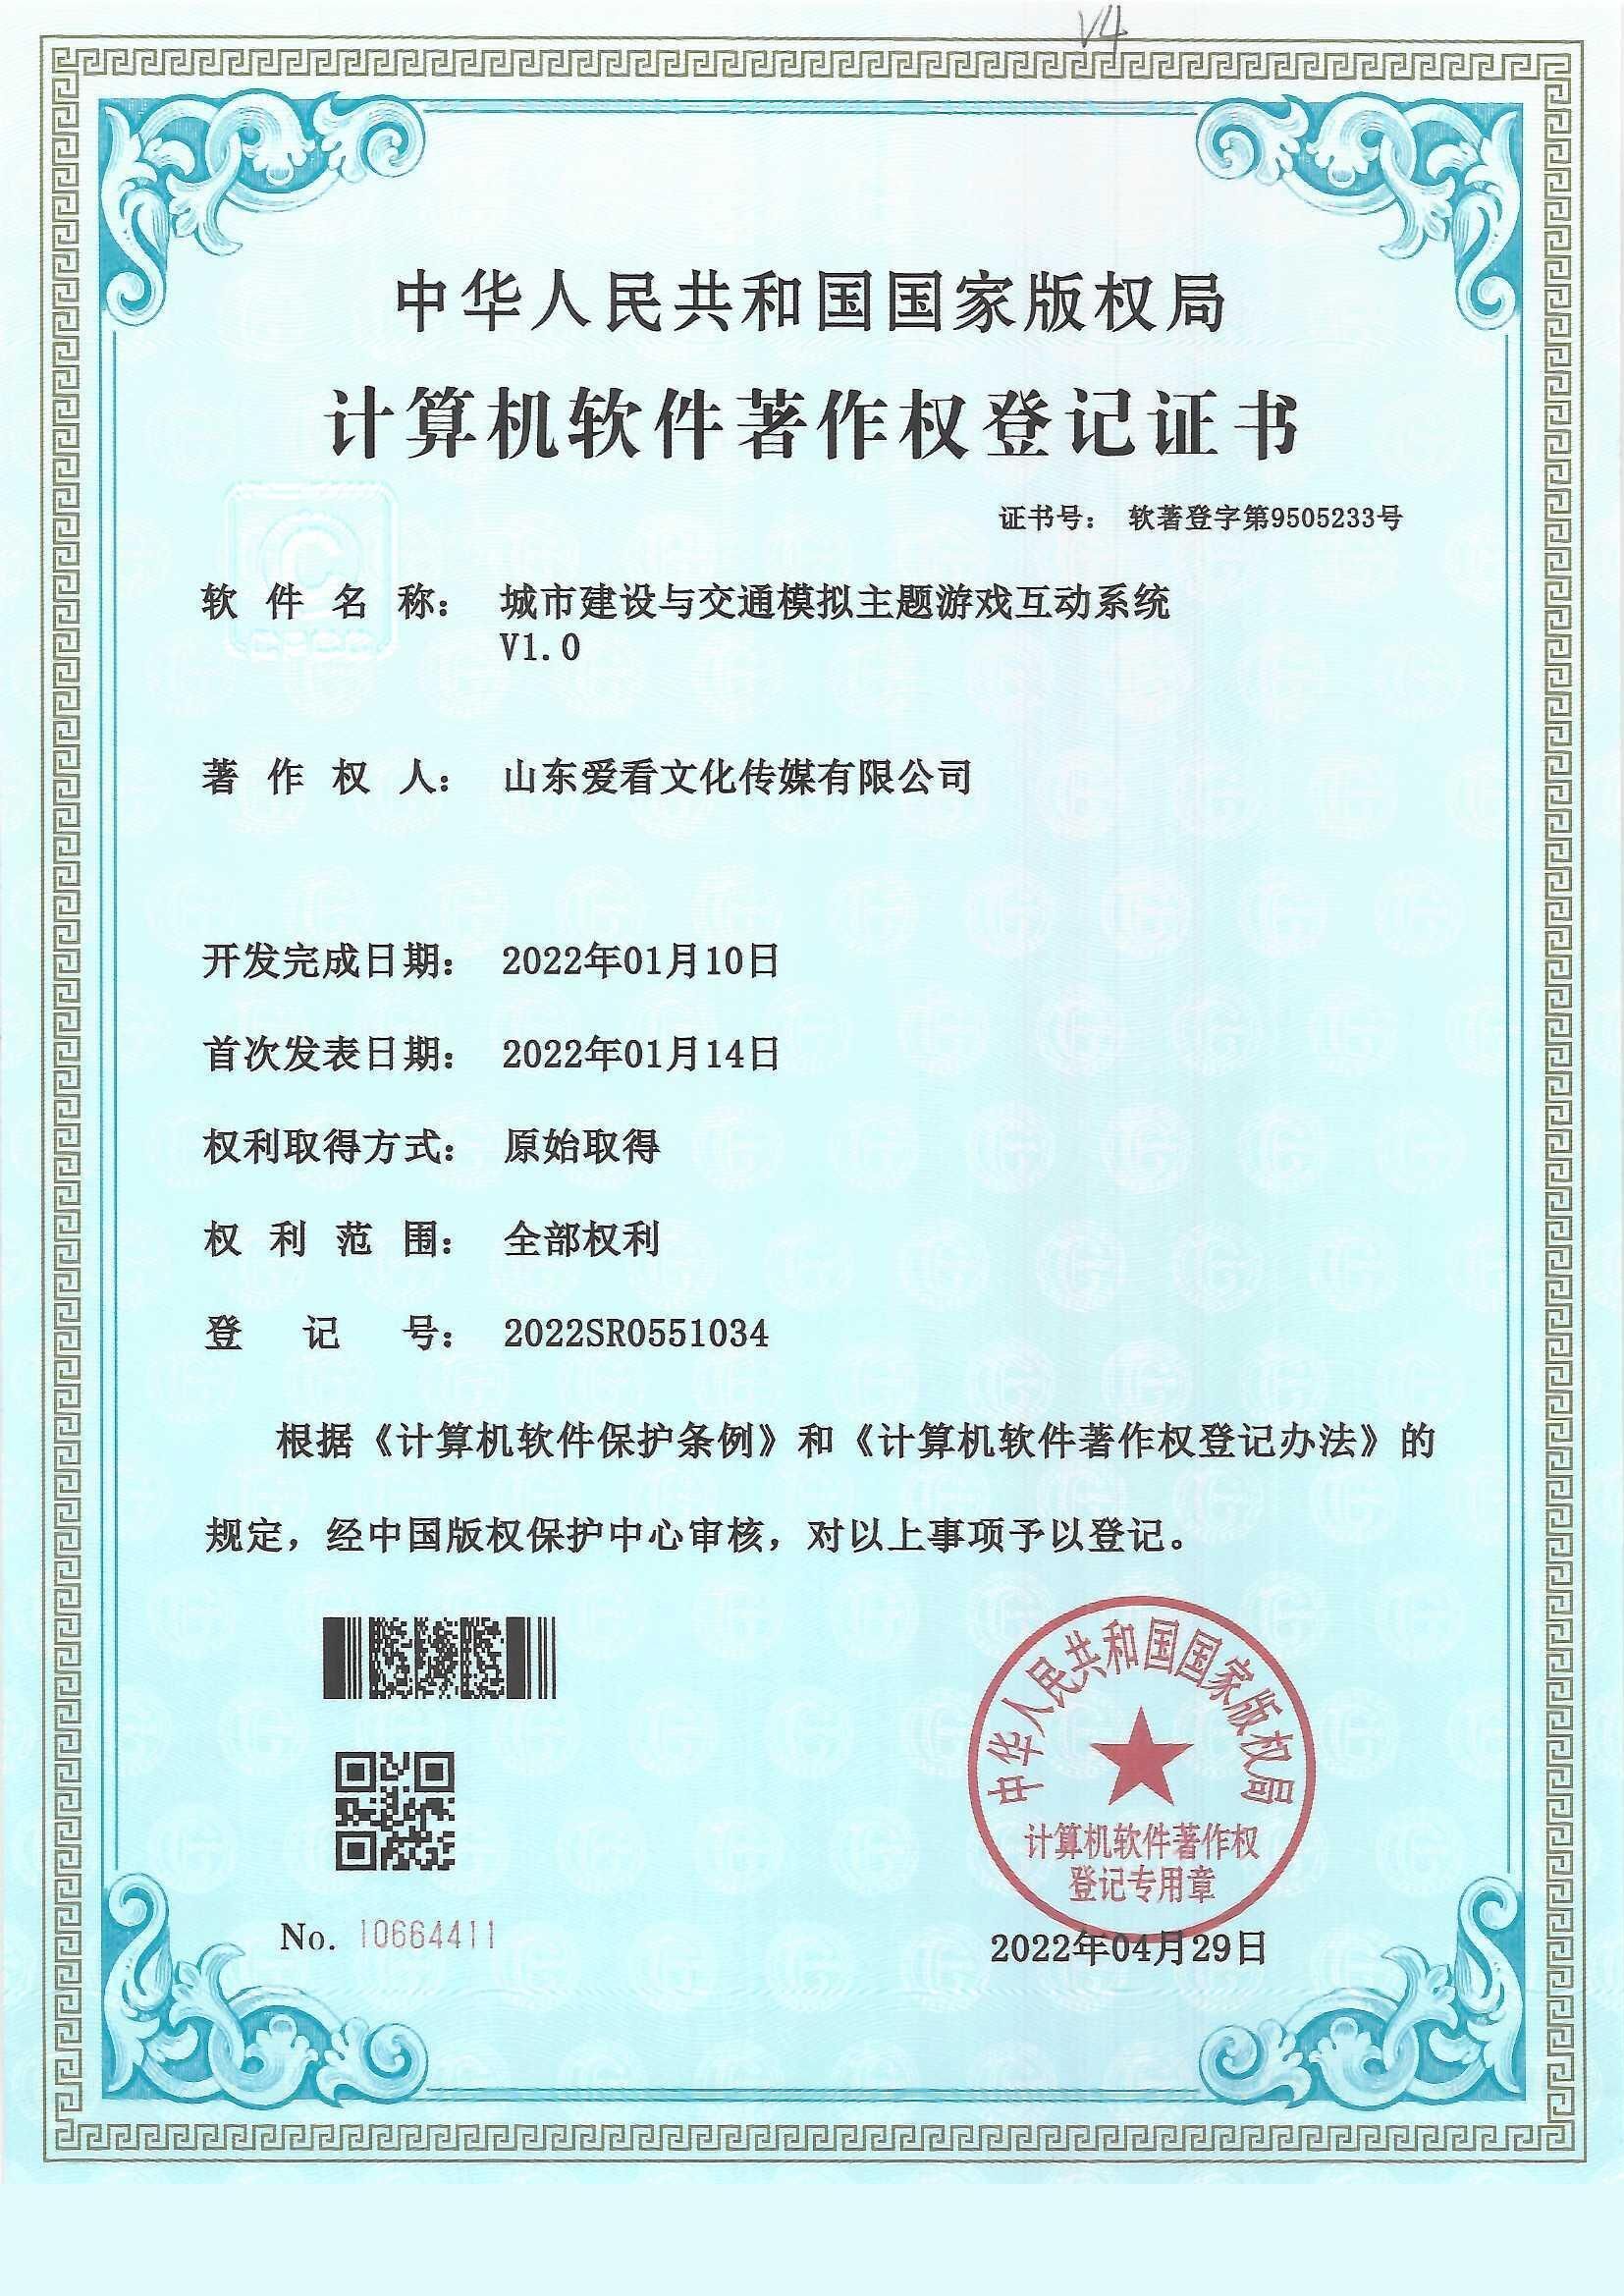 V4
中华人民共和国国家版权局
计算机软件著作权登记证书
证书号： 软著登字第9505233号
软件名称： 城市建设与交通模拟主题游戏互动系统
V1.0
著作权人： 山东爱看文化传媒有限公司
开发完成日期： 2022年01月10日
首次发表日期： 2022年01月14日
权利取得方式： 原始取得
权利范围： 全部权利
登记号： 2022SR0551034
根据《计算机软件保护条例》和《计算机软件著作权登记办法》的
规定，经中国版权保护中心审核，对以上事项予以登记。
中华人民共和国国家版权局
计算机软件著作权
登记专用章
No. 10664411
2022年04月29日